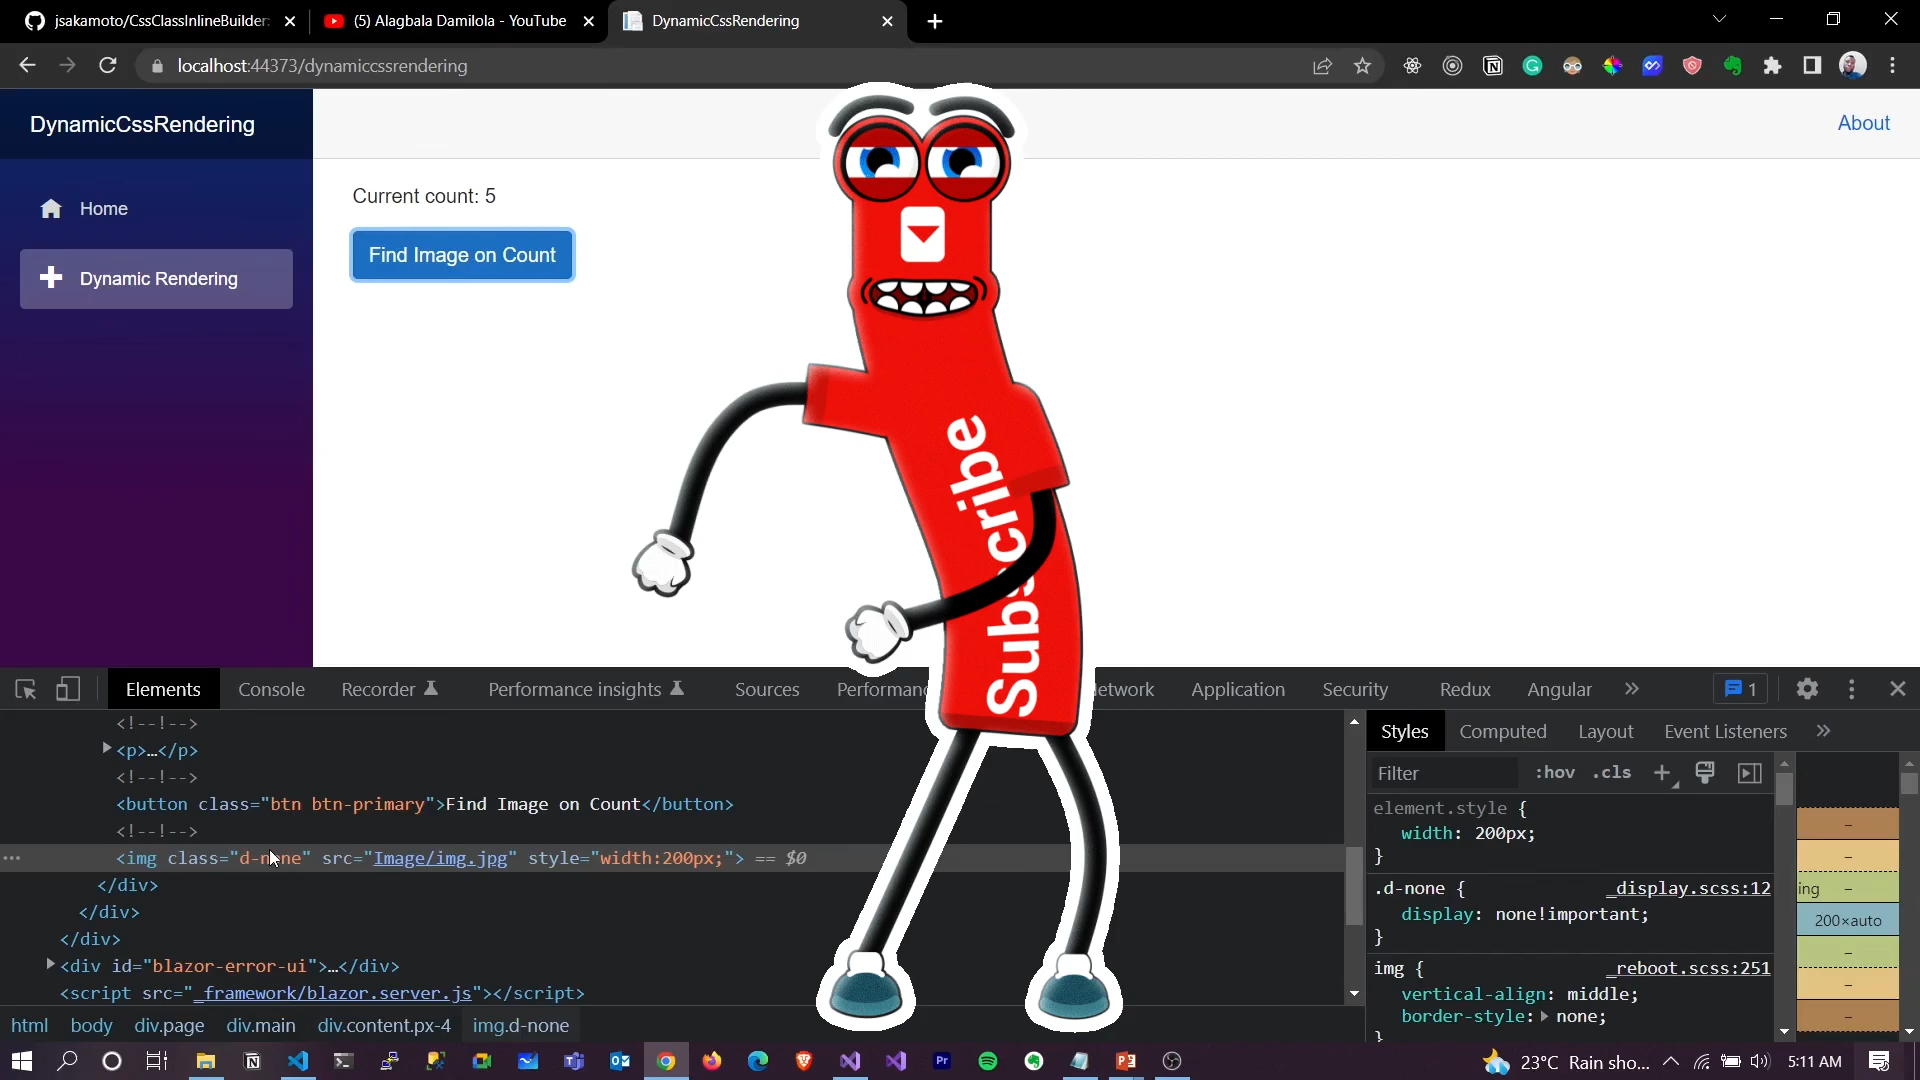 jsakamoto/CssClassInlineBuilder:
(5) Alagbala Damilola - YouTube
DynamicCssRendering
localhost:44373/dynamiccssrendering
DynamicCssRendering
About
Home
Dynamic Rendering
Current count: 5
Find Image on Count
Subscribe
Elements
Console
Recorder
Performance insights
Sources
Performanc
etwork
Application
Security
Redux
Angular
1
<!--!-->
<p>…</p>
<!--!-->
<button class="btn btn-primary">Find Image on Count</button>
<!--!-->
<img class="d-none" src="Image/img.jpg" style="width:200px;"> == $0
</div>
</div>
</div>
<div id="blazor-error-ui">…</div>
<script src="_framework/blazor.server.js"></script>
html body div.page div.main div.content.px-4 img.d-none
Styles
Computed
Layout
Event Listeners
Filter
:hov .cls
element.style {
width: 200px;
}
.d-none { _display.scss:12
display: none!important;
}
img { _reboot.scss:251
vertical-align: middle;
border-style: none;
ing
200×auto
23°C Rain sho...
5:11 AM